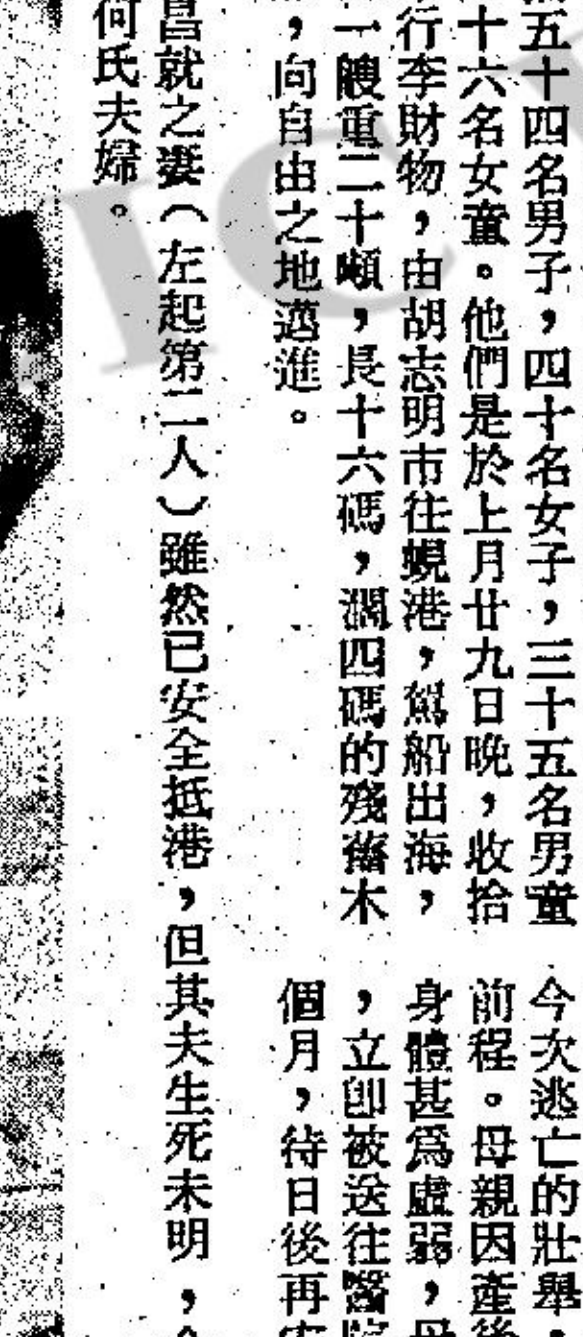 五十四名男子，四十名女子，三十五名男童
十六名女童。他們是於上月廿九日晚，收拾
行李財物，由胡志明市往蜆港，駕船出海，
一艘重二十噸，長十六碼，濶四碼的殘舊木
，向自由之地邁進。
今次逃亡的壯舉，
前程。母親因產後
身體甚爲虛弱，母
，立卽被送往醫院
個月，待日後再安
昌就之妻（左起第二人）雖然已安全抵港，但其夫生死未明，
何氏夫婦。